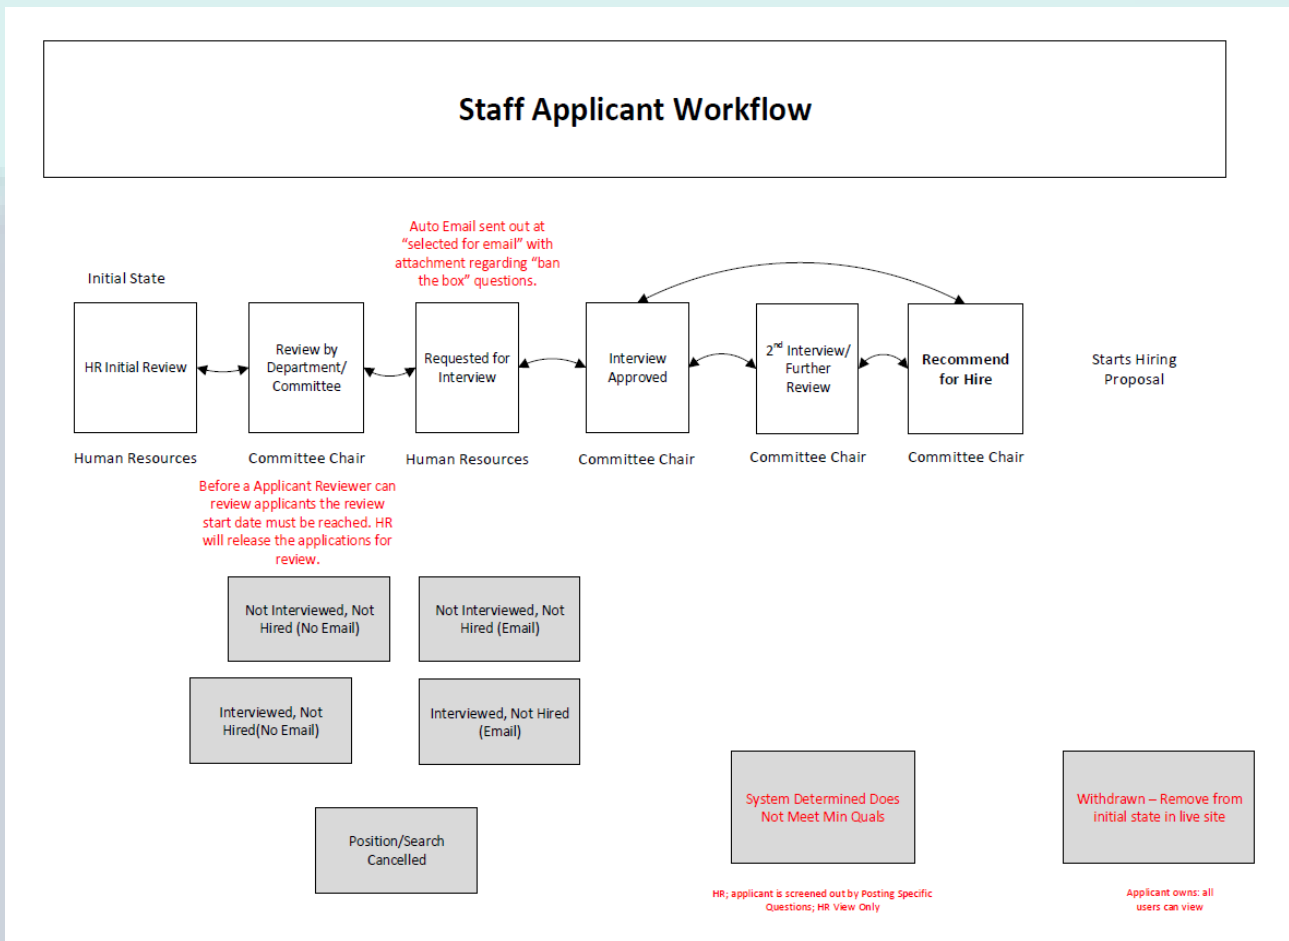 Staff Applicant Workflow
Auto Email sent out at
“selected for email” with
attachment regarding “ban
the box” questions.
Initial State
HR Initial Review
Review by
Department/
Committee
Requested for
Interview
Interview
Approved
2nd Interview/
Further
Review
Recommend
for Hire
Starts Hiring
Proposal
Human Resources
Committee Chair
Human Resources
Committee Chair
Committee Chair
Committee Chair
Before a Applicant Reviewer can
review applicants the review
start date must be reached. HR
will release the applications for
review.
Not Interviewed, Not
Hired (No Email)
Not Interviewed, Not
Hired (Email)
Interviewed, Not
Hired(No Email)
Interviewed, Not Hired
(Email)
Position/Search
Cancelled
System Determined Does
Not Meet Min Quals
Withdrawn – Remove from
initial state in live site
HR; applicant is screened out by Posting Specific
Questions; HR View Only
Applicant owns: all
users can view